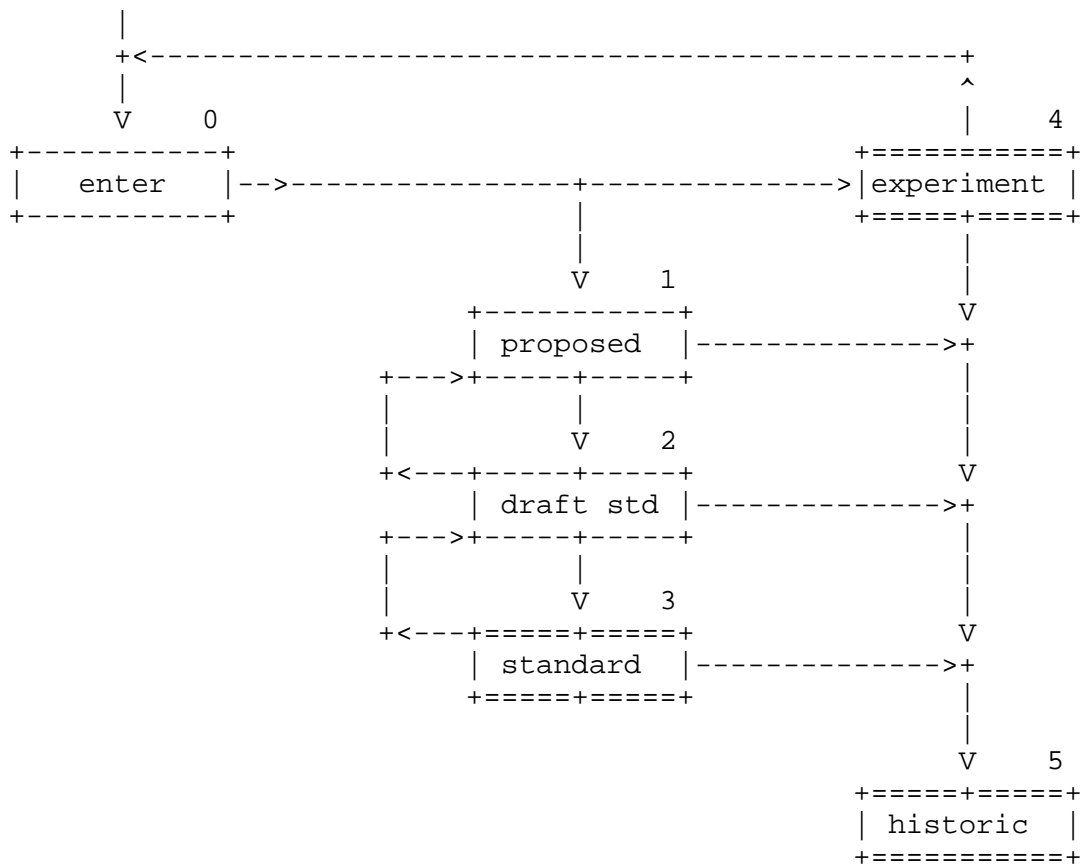 0
4
enter
experiment
1
proposed
2
draft std
3
standard
5
historic